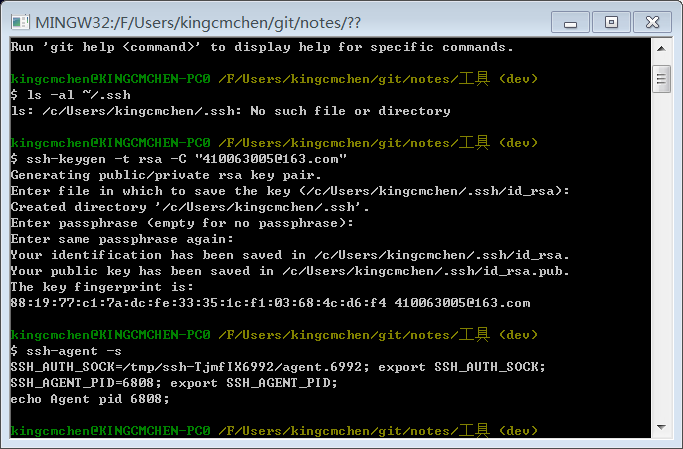 MINGW32:/F/Users/kingcmchen/git/notes/??
Run 'git help <command>' to display help for specific commands.
kingcmchen@KINGCMCHEN-PC0 /F/Users/kingcmchen/git/notes/工具 (dev)
$ ls -al ~/.ssh
ls: /c/Users/kingcmchen/.ssh: No such file or directory
kingcmchen@KINGCMCHEN-PC0 /F/Users/kingcmchen/git/notes/工具 (dev)
$ ssh-keygen -t rsa -C "410063005@163.com"
Generating public/private rsa key pair.
Enter file in which to save the key (/c/Users/kingcmchen/.ssh/id_rsa):
Created directory '/c/Users/kingcmchen/.ssh'.
Enter passphrase (empty for no passphrase):
Enter same passphrase again:
Your identification has been saved in /c/Users/kingcmchen/.ssh/id_rsa.
Your public key has been saved in /c/Users/kingcmchen/.ssh/id_rsa.pub.
The key fingerprint is:
88:19:77:c1:7a:dc:fe:33:35:1c:f1:03:68:4c:d6:f4 410063005@163.com
kingcmchen@KINGCMCHEN-PC0 /F/Users/kingcmchen/git/notes/工具 (dev)
$ ssh-agent -s
SSH_AUTH_SOCK=/tmp/ssh-TjmfIX6992/agent.6992; export SSH_AUTH_SOCK;
SSH_AGENT_PID=6808; export SSH_AGENT_PID;
echo Agent pid 6808;
kingcmchen@KINGCMCHEN-PC0 /F/Users/kingcmchen/git/notes/工具 (dev)